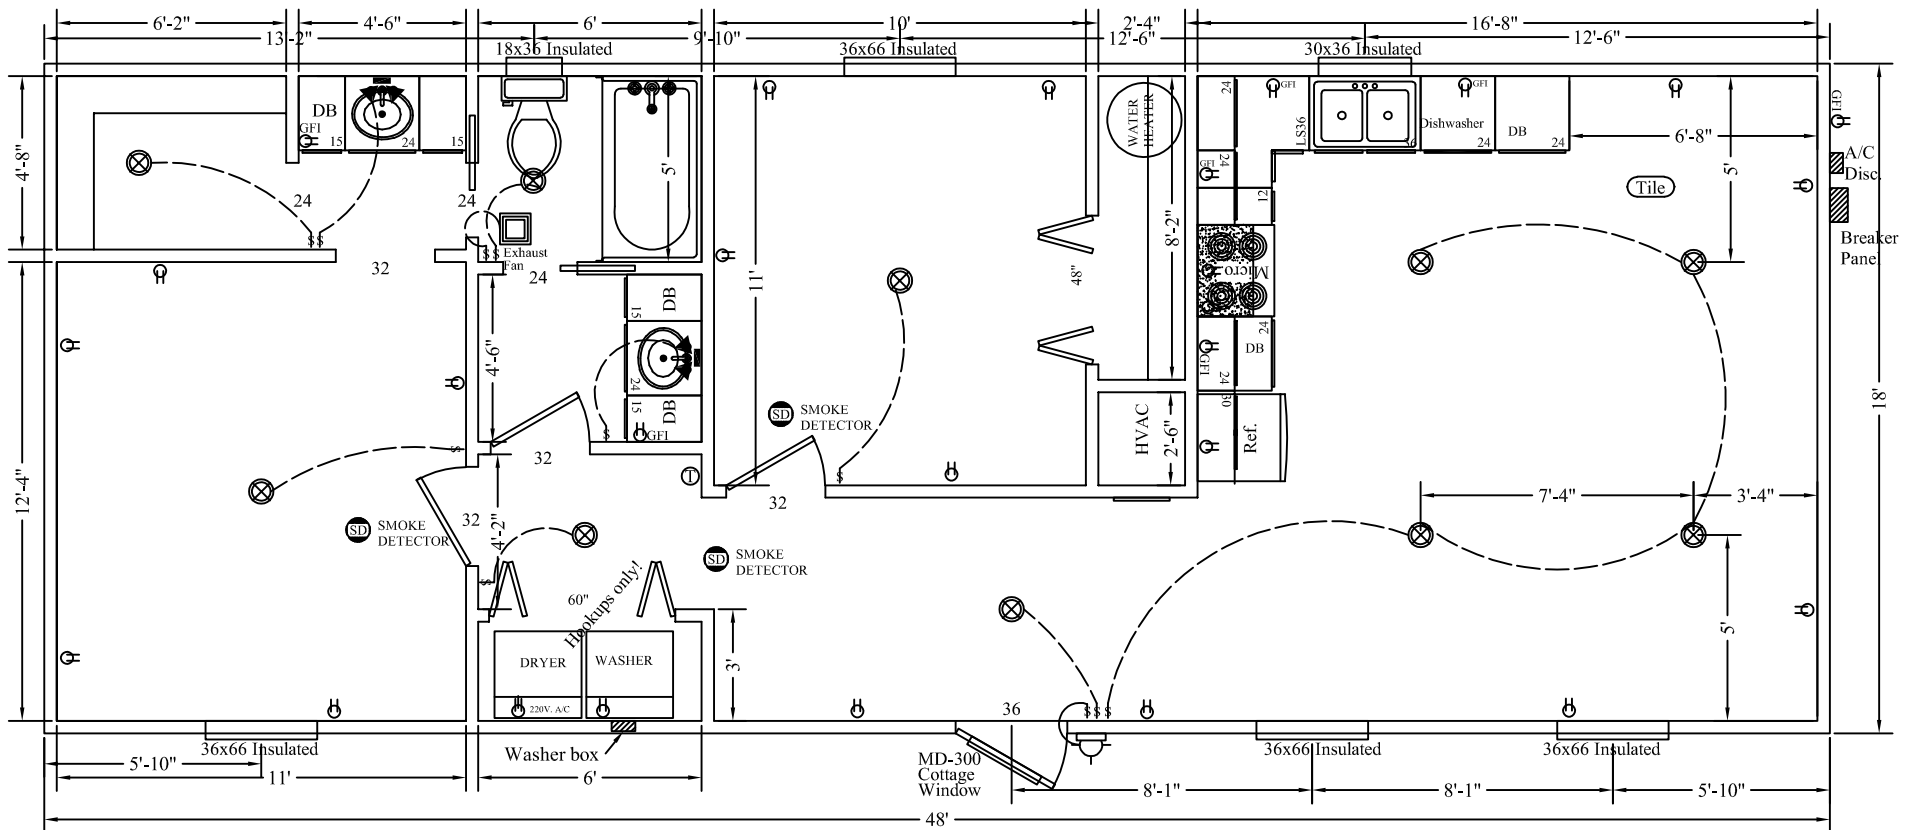 6'-2"
4'-6"
6'
10'
2'-4"
16'-8"
13'-2"
9'-10"
12'-6"
12'-6"
18x36 Insulated
36x66 Insulated
30x36 Insulated
4'-8"
DB
GFI
15
24
15
24
24
5'
Exhaust
Fan
24
32
11'
WATER
HEATER
8'-2"
48"
24
LS36
GFI
36
Dishwasher
GFI
24
DB
24
6'-8"
5'
GFI
A/C
Disc.
Breaker
Panel
Tile
GFI
24
12
Micro
24
DB
GFI
24
30
Ref.
15
DB
4'-6"
24
15
DB
GFI
32
T
SD
SMOKE
DETECTOR
S
32
HVAC
2'-6"
18'
12'-4"
SD
SMOKE
DETECTOR
32
4'-2"
SD
SMOKE
DETECTOR
7'-4"
3'-4"
60"
Hookups only!
DRYER
WASHER
220V. A/C
3'
5'
36
S
S
S
36x66 Insulated
Washer box
MD-300
Cottage
Window
36x66 Insulated
36x66 Insulated
5'-10"
11'
6'
8'-1"
8'-1"
5'-10"
48'